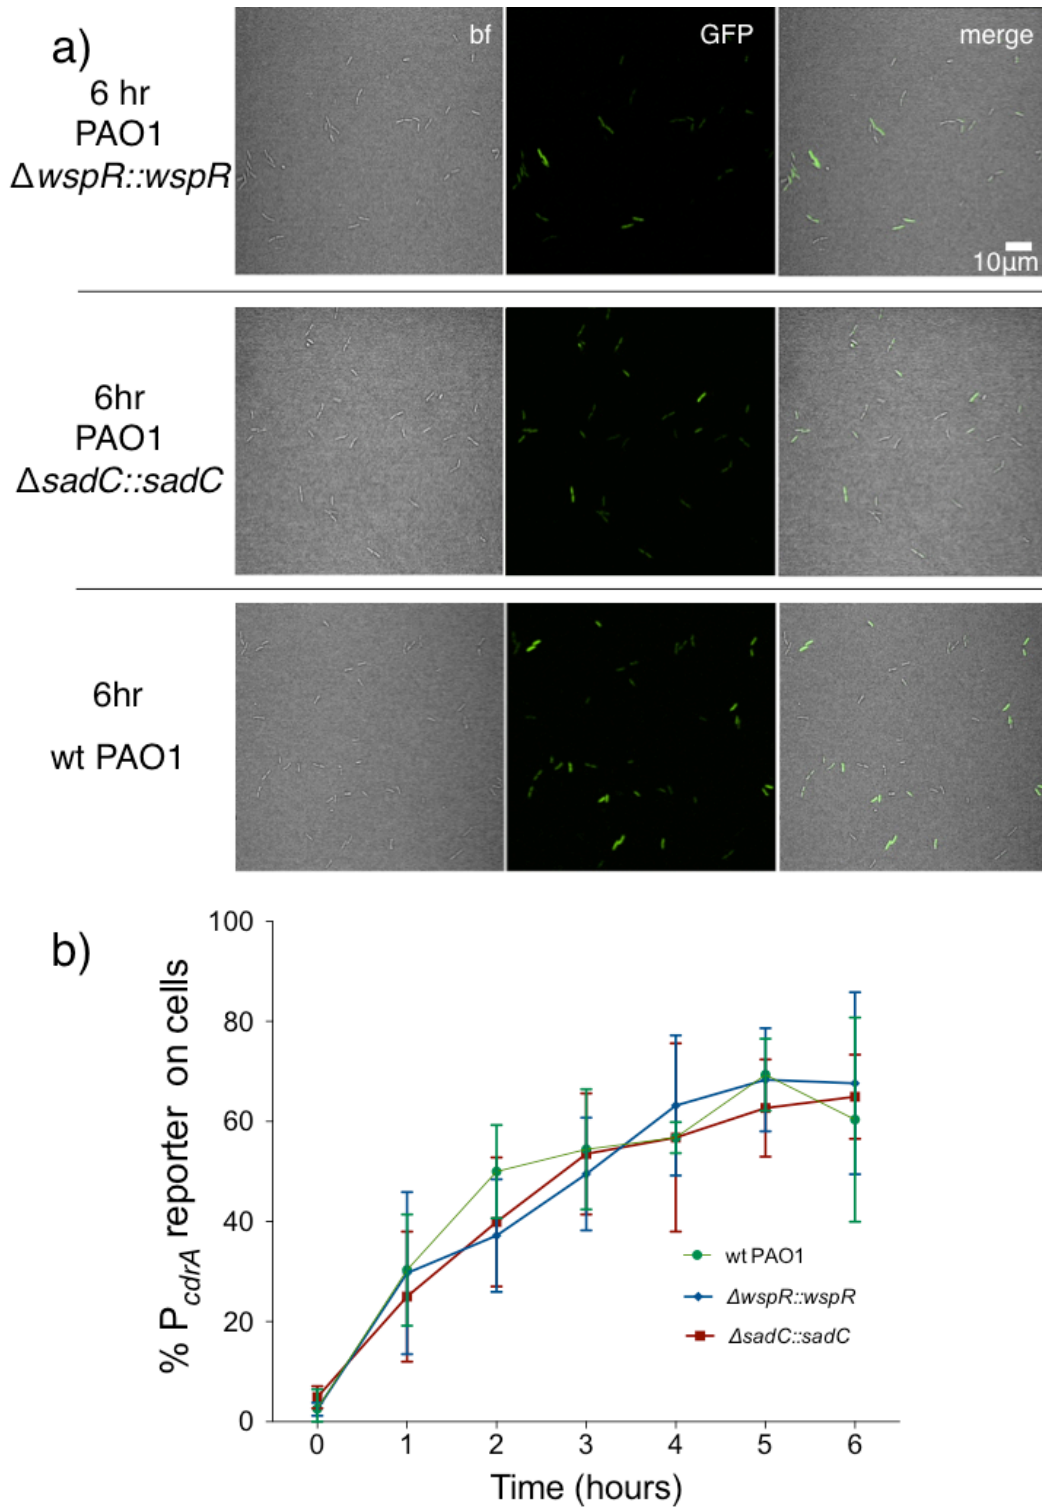 a)
bf
GFP
merge
6 hr
PAO1
ΔwspR::wspR
10µm
6hr
PAO1
ΔsadC::sadC
6hr
wt PAO1
b)
% PcdrA reporter on cells
100
80
60
40
20
0
wt PAO1
ΔwspR::wspR
ΔsadC::sadC
0 1 2 3 4 5 6
Time (hours)